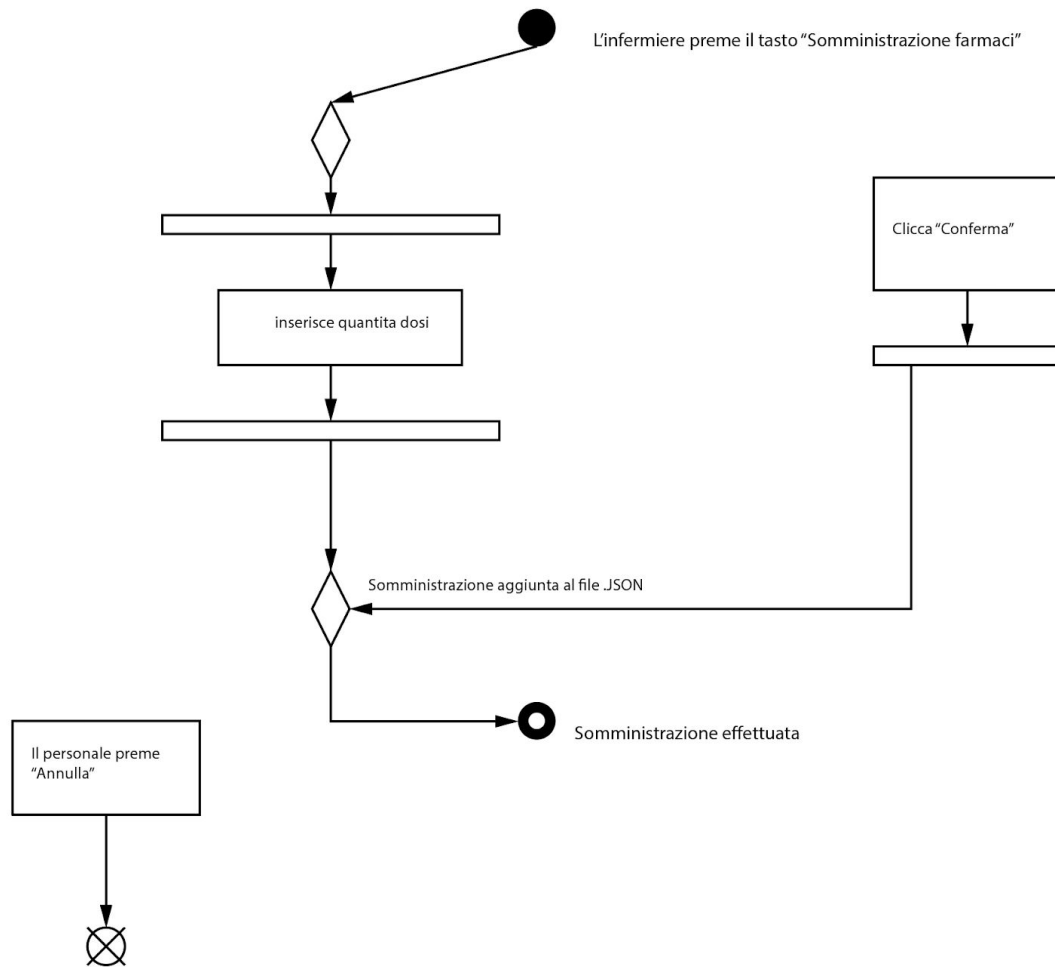 L'infermiere preme il tasto “Somministrazione farmaci”
Clicca “Conferma”
inserisce quantita dosi
Somministrazione aggiunta al file .JSON
Somministrazione effettuata
Il personale preme
“Annulla”